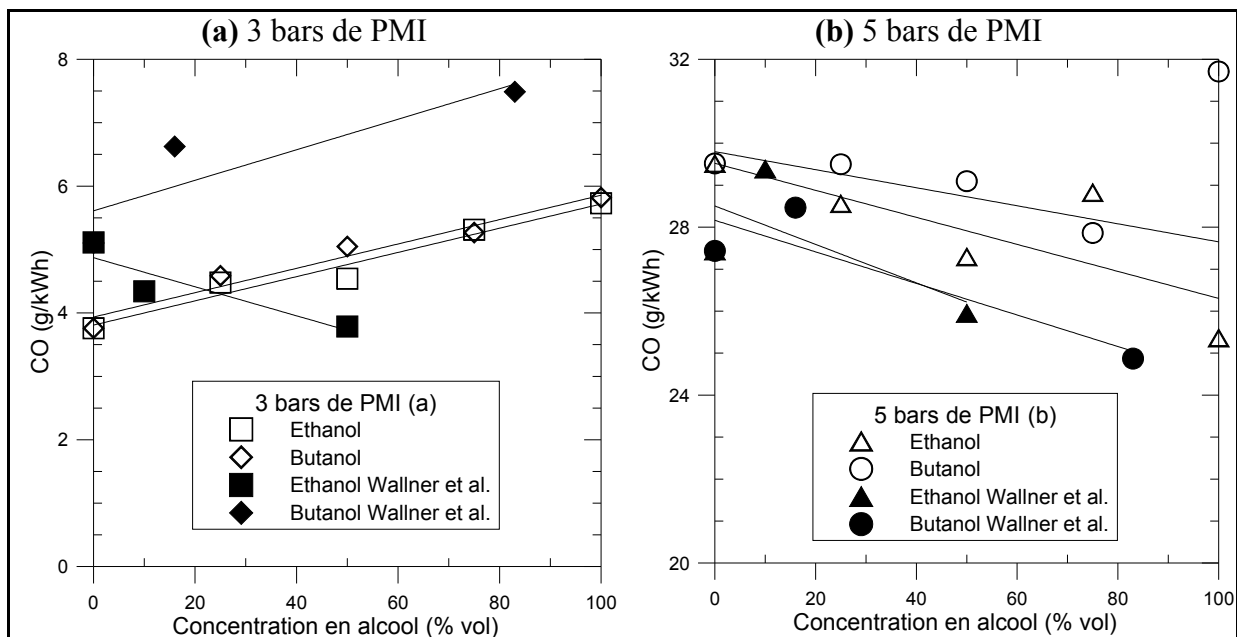 (a) 3 bars de PMI
8
6
4
2
0
CO (g/kWh)
0 20 40 60 80 100
Concentration en alcool (% vol)
3 bars de PMI (a)
Ethanol
Butanol
Ethanol Wallner et al.
Butanol Wallner et al.
(b) 5 bars de PMI
32
28
24
20
CO (g/kWh)
0 20 40 60 80 100
Concentration en alcool (% vol)
5 bars de PMI (b)
Ethanol
Butanol
Ethanol Wallner et al.
Butanol Wallner et al.